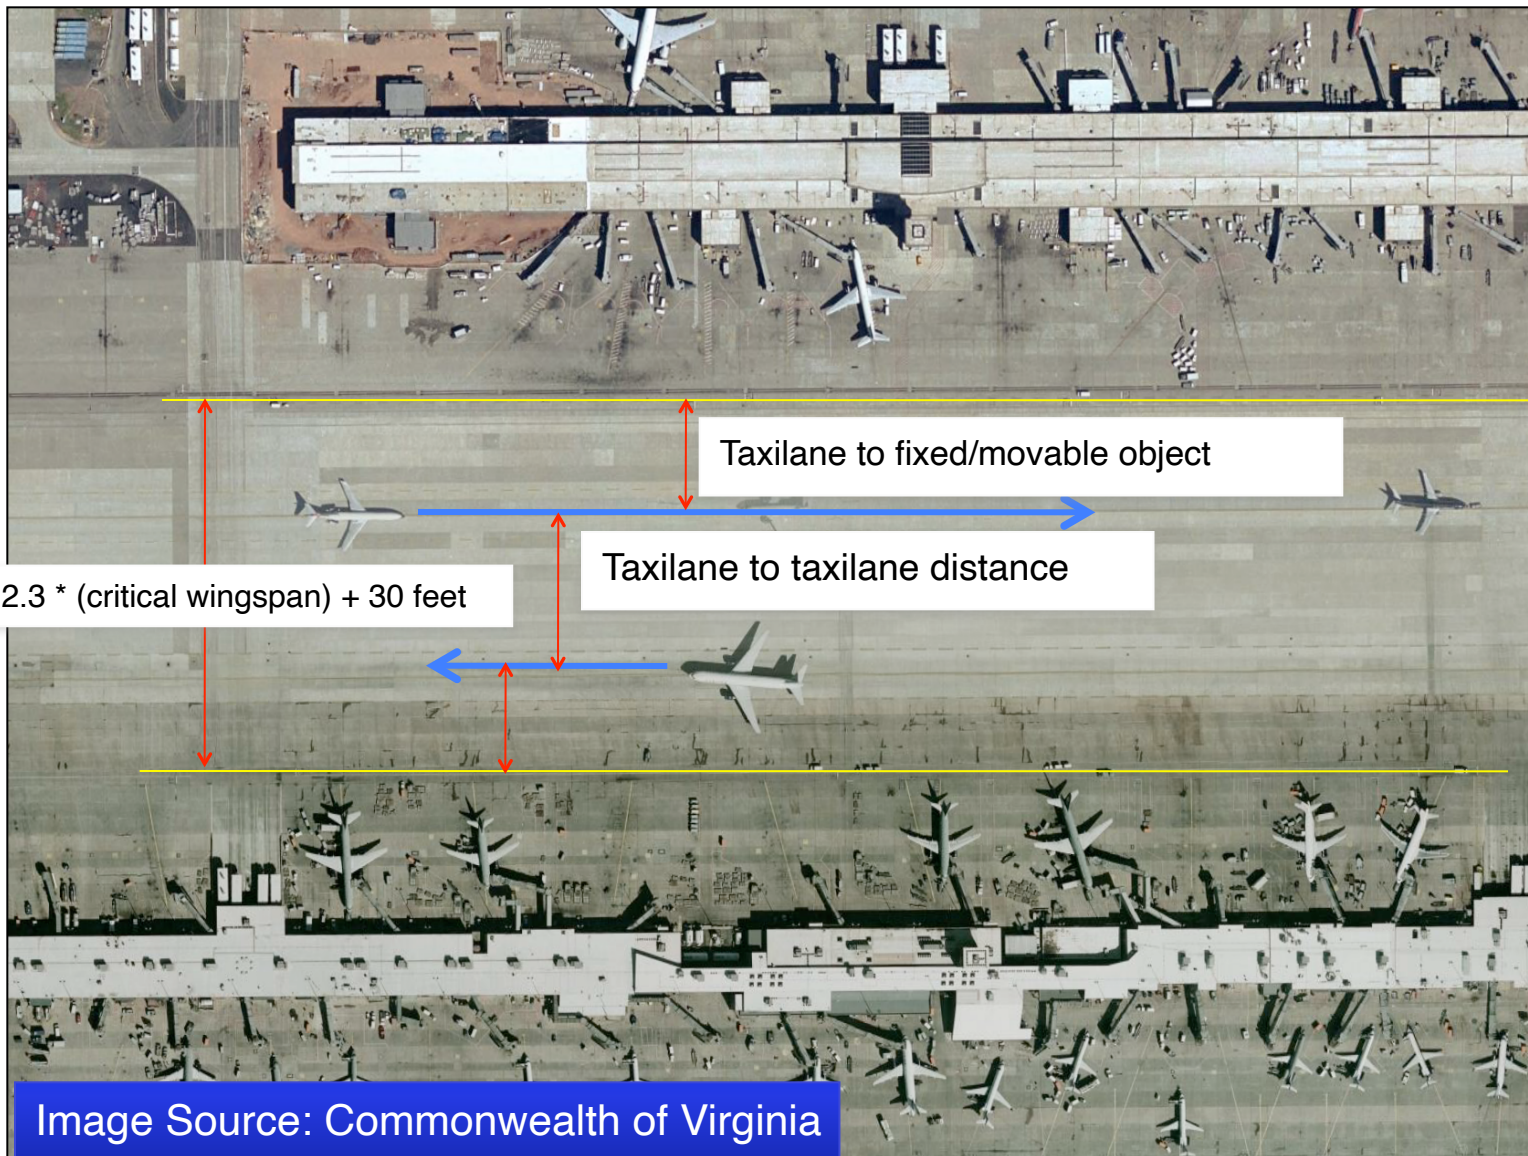 Taxilane to fixed/movable object
Taxilane to taxilane distance
2.3 * (critical wingspan) + 30 feet
Image Source: Commonwealth of Virginia